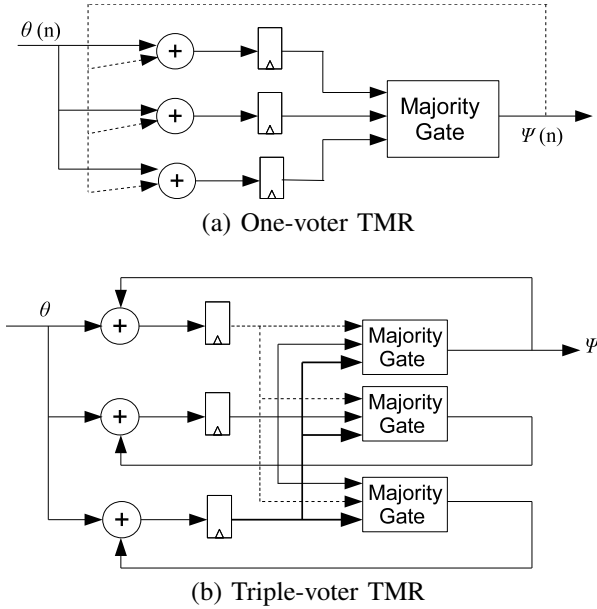 θ(n)
+
+
+
Majority
Gate
Ψ(n)
(a) One-voter TMR
θ
+
+
+
Majority
Gate
Ψ
Majority
Gate
Majority
Gate
(b) Triple-voter TMR